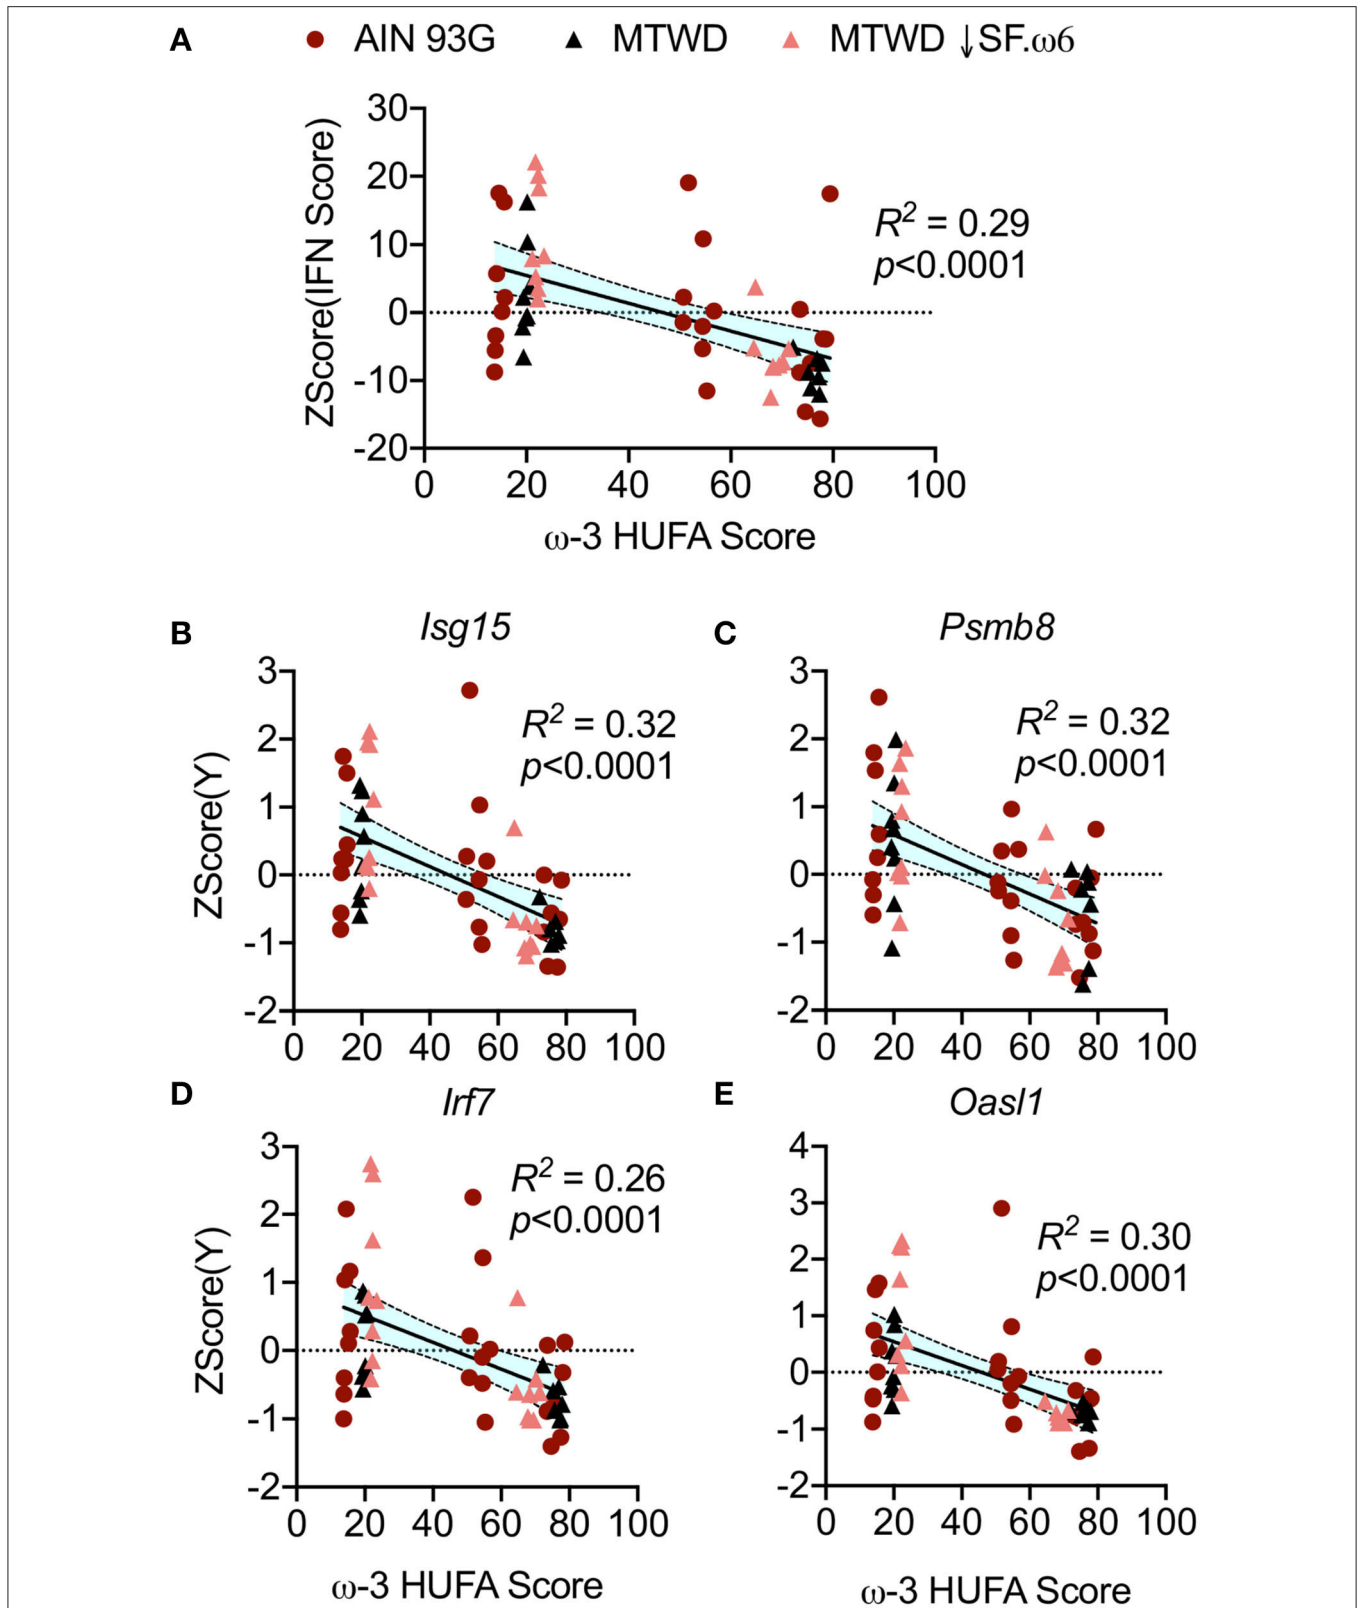 A
AIN 93G MTWD MTWD ↓SF.ω6
30
20
10
0
-10
-20
ZScore(IFN Score)
R² = 0.29
p<0.0001
0 20 40 60 80 100
ω-3 HUFA Score
B Isg15
3
2
1
0
-1
-2
ZScore(Y)
R² = 0.32
p<0.0001
0 20 40 60 80 100
C Psmb8
3
2
1
0
-1
-2
R² = 0.32
p<0.0001
0 20 40 60 80 100
D Irf7
3
2
1
0
-1
-2
ZScore(Y)
R² = 0.26
p<0.0001
0 20 40 60 80 100
ω-3 HUFA Score
E Oasl1
4
3
2
1
0
-1
-2
R² = 0.30
p<0.0001
0 20 40 60 80 100
ω-3 HUFA Score